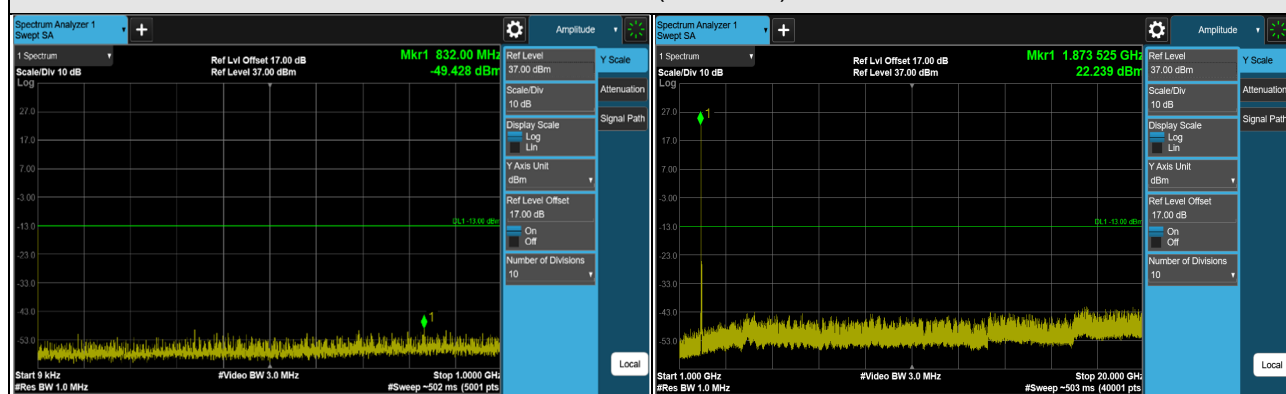 Spectrum Analyzer 1
Swept SA
+
Amplitude
1 Spectrum
Scale/Div 10 dB
Log
Ref Lvl Offset 17.00 dB
Ref Level 37.00 dBm
Mkr1 832.00 MHz
-49.428 dBm
27.0
17.0
7.00
-3.00
-13.0
-23.0
-33.0
-43.0
-53.0
DL1 -13.00 dBm
1
Start 9 kHz
#Res BW 1.0 MHz
#Video BW 3.0 MHz
Stop 1.0000 GHz
#Sweep ~502 ms (5001 pts
Ref Level
37.00 dBm
Scale/Div
10 dB
Display Scale
Log
Lin
Y Axis Unit
dBm
Ref Level Offset
17.00 dB
On
Off
Number of Divisions
10
Y Scale
Attenuation
Signal Path
Local
Spectrum Analyzer 1
Swept SA
+
Amplitude
1 Spectrum
Scale/Div 10 dB
Log
Ref Lvl Offset 17.00 dB
Ref Level 37.00 dBm
Mkr1 1.873 525 GHz
22.239 dBm
27.0
17.0
7.00
-3.00
-13.0
-23.0
-33.0
-43.0
-53.0
DL1 -13.00 dBm
1
Start 1.000 GHz
#Res BW 1.0 MHz
#Video BW 3.0 MHz
Stop 20.000 GHz
#Sweep ~503 ms (40001 pts
Ref Level
37.00 dBm
Scale/Div
10 dB
Display Scale
Log
Lin
Y Axis Unit
dBm
Ref Level Offset
17.00 dB
On
Off
Number of Divisions
10
Y Scale
Attenuation
Signal Path
Local